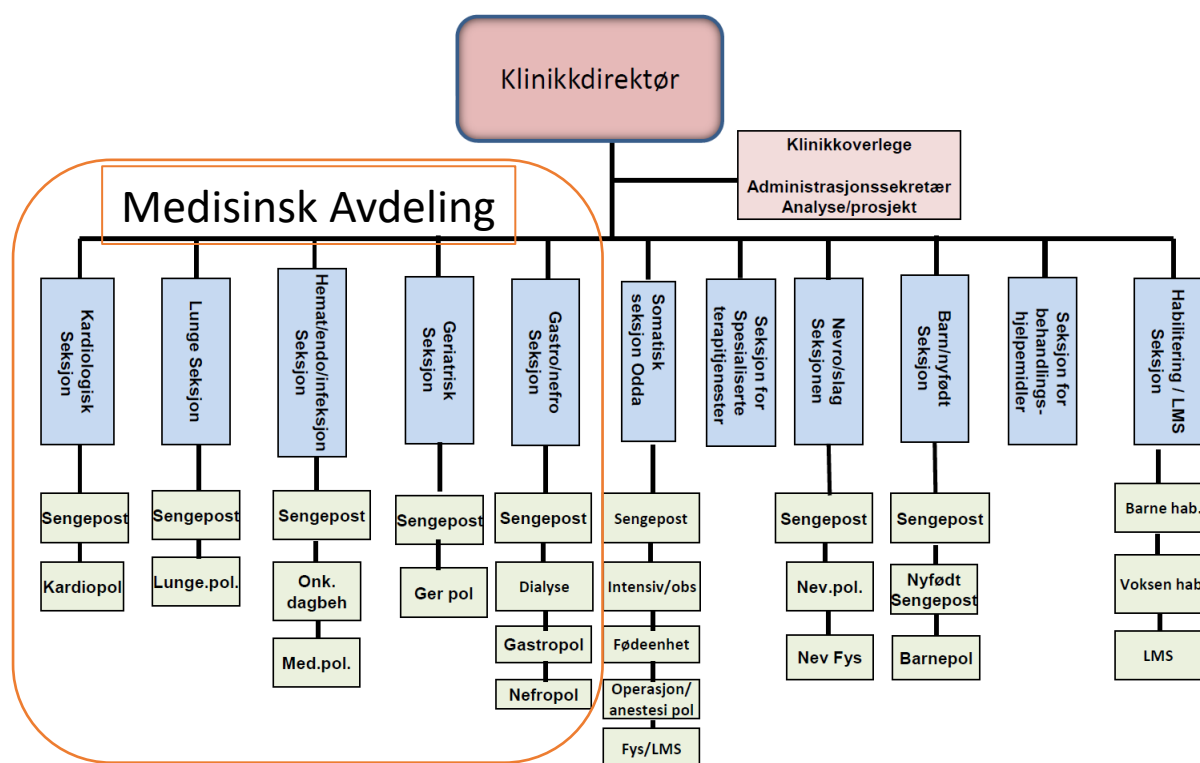 Klinikkdirektør
Klinikkoverlege
Administrasjonssekretær
Analyse/prosjekt
Medisinsk Avdeling
Kardiologisk
Seksjon
Lunge Seksjon
Hemat/endo/infeksjon
Seksjon
Geriatrisk
Seksjon
Gastro/nefro
Seksjon
Somatisk
seksjon Odda
Seksjon for
Spesialiserte
terapitjenester
Nevro/slag
Seksjonen
Barn/nyfødt
Seksjon
Seksjon for
behandlings-
hjelpemidler
Habilitering / LMS
Seksjon
Sengepost
Kardiopol
Sengepost
Lunge.pol.
Sengepost
Onk.
dagbeh
Med.pol.
Sengepost
Ger pol
Sengepost
Dialyse
Gastropol
Nefropol
Sengepost
Intensiv/obs
Fødeenhet
Operasjon/
anestesi pol
Fys/LMS
Sengepost
Nev.pol.
Nev Fys
Sengepost
Nyfødt
Sengepost
Barnepol
Barne hab.
Voksen hab
LMS